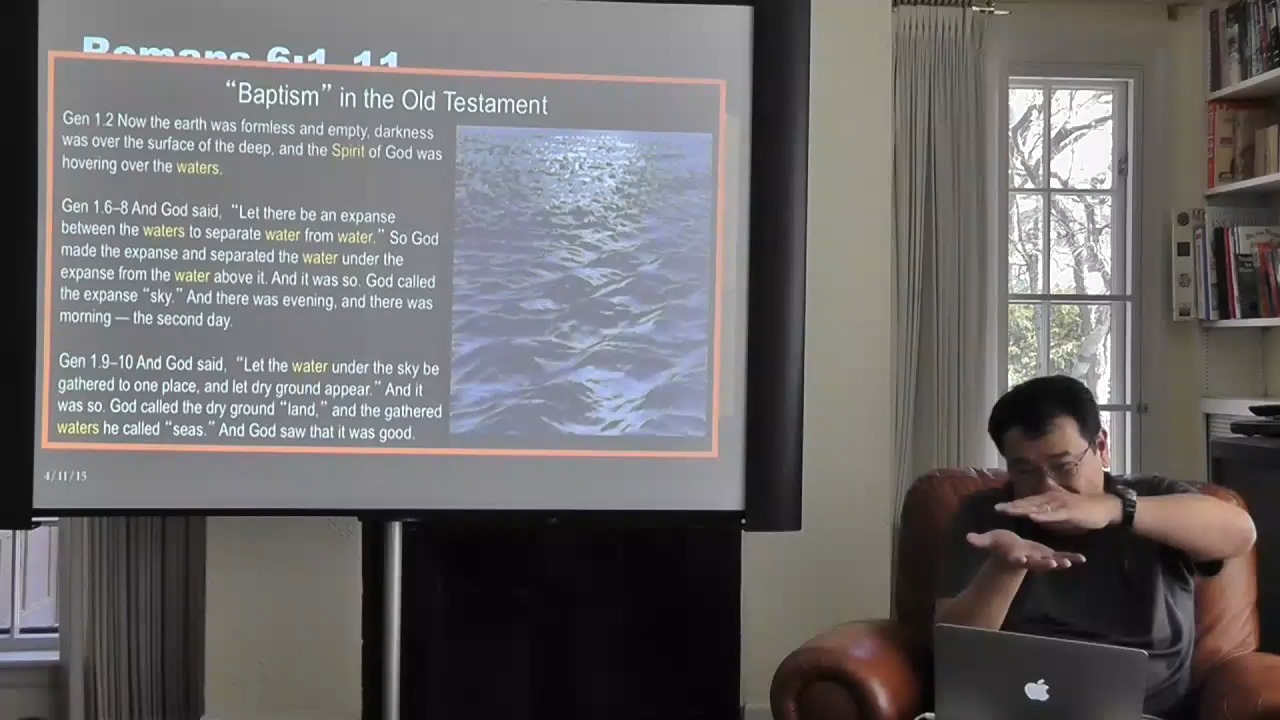 Romans 6:1–11
“Baptism” in the Old Testament
Gen 1.2 Now the earth was formless and empty, darkness
was over the surface of the deep, and the Spirit of God was
hovering over the waters.
Gen 1.6–8 And God said, “Let there be an expanse
between the waters to separate water from water.” So God
made the expanse and separated the water under the
expanse from the water above it. And it was so. God called
the expanse “sky.” And there was evening, and there was
morning — the second day.
Gen 1.9–10 And God said, “Let the water under the sky be
gathered to one place, and let dry ground appear.” And it
was so. God called the dry ground “land,” and the gathered
waters he called “seas.” And God saw that it was good.
4/11/15